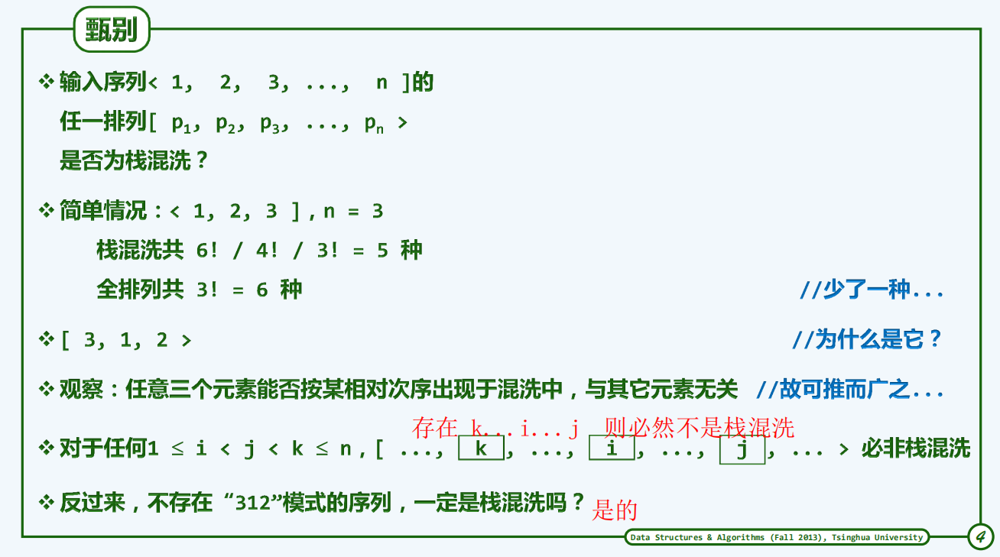 甄别
❖ 输入序列< 1, 2, 3, ..., n ]的
任一排列[ p1, p2, p3, ..., pn >
是否为栈混洗？
❖ 简单情况：< 1, 2, 3 ], n = 3
栈混洗共 6! / 4! / 3! = 5 种
全排列共 3! = 6 种 //少了一种...
❖ [ 3, 1, 2 > //为什么是它？
❖ 观察：任意三个元素能否按某相对次序出现于混洗中，与其它元素无关 //故可推而广之...
存在 k...i...j 则必然不是栈混洗
❖ 对于任何1 ≤ i < j < k ≤ n, [ ..., k, ..., i, ..., j, ... > 必非栈混洗
❖ 反过来，不存在“312”模式的序列，一定是栈混洗吗？是的
Data Structures & Algorithms (Fall 2013), Tsinghua University
4